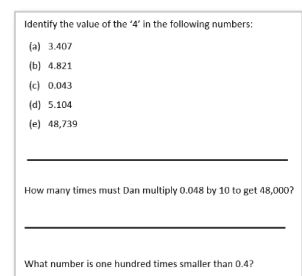 Identify the value of the ‘4’ in the following numbers:
(a) 3.407
(b) 4.821
(c) 0.043
(d) 5.104
(e) 48,739
How many times must Dan multiply 0.048 by 10 to get 48,000?
What number is one hundred times smaller than 0.4?